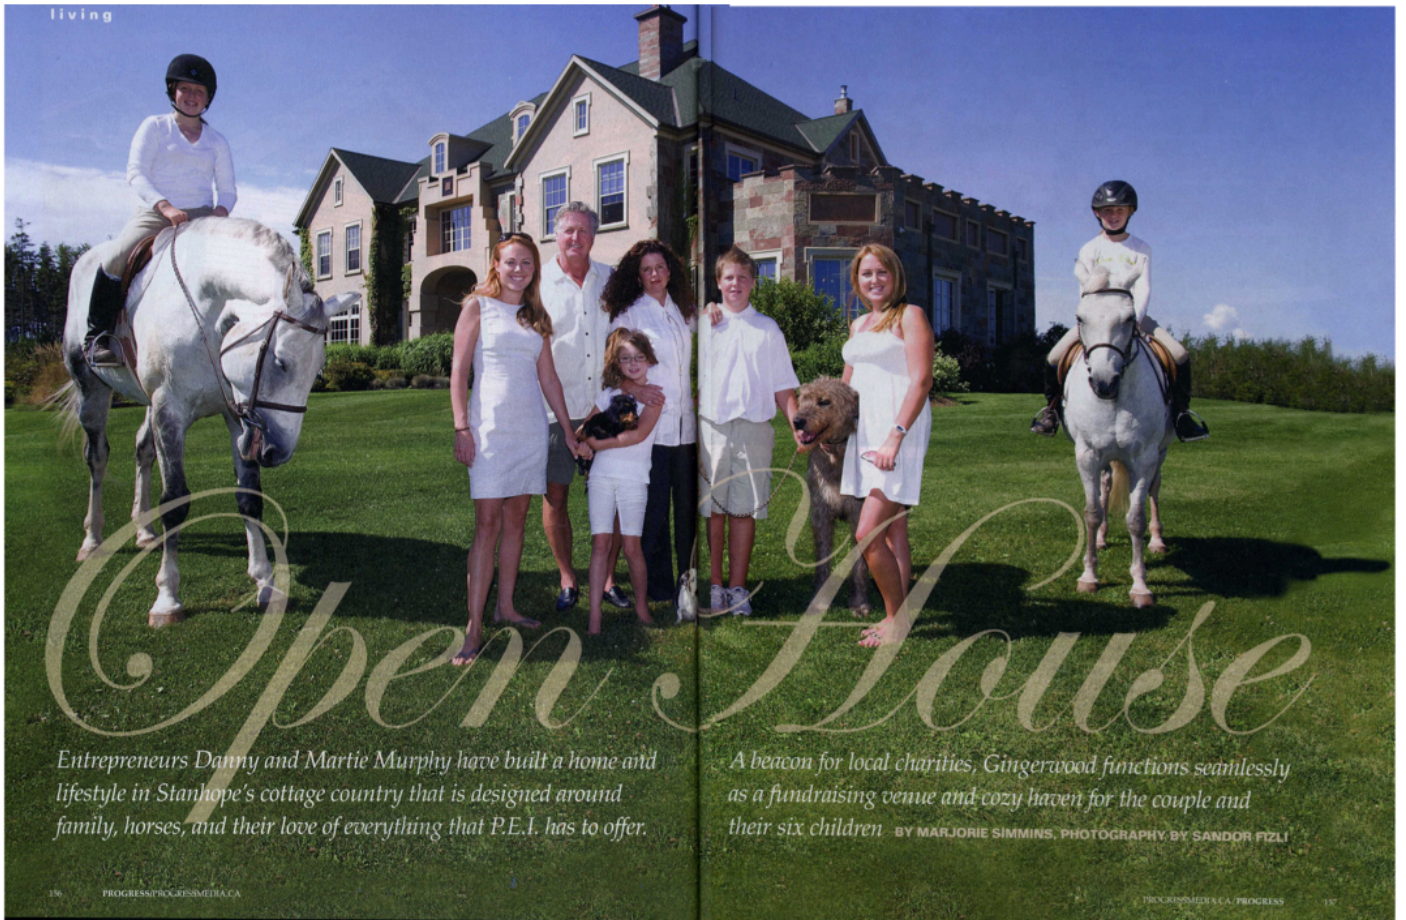 living
Open House
Entrepreneurs Danny and Martie Murphy have built a home and
lifestyle in Stanhope's cottage country that is designed around
family, horses, and their love of everything that P.E.I. has to offer.
A beacon for local charities, Gingerwood functions seamlessly
as a fundraising venue and cozy haven for the couple and
their six children BY MARJORIE SIMMINS, PHOTOGRAPHY BY SANDOR FIZLI
156 PROGRESS/PROGRESSMEDIA.CA
PROGRESSMEDIA.CA/PROGRESS 157